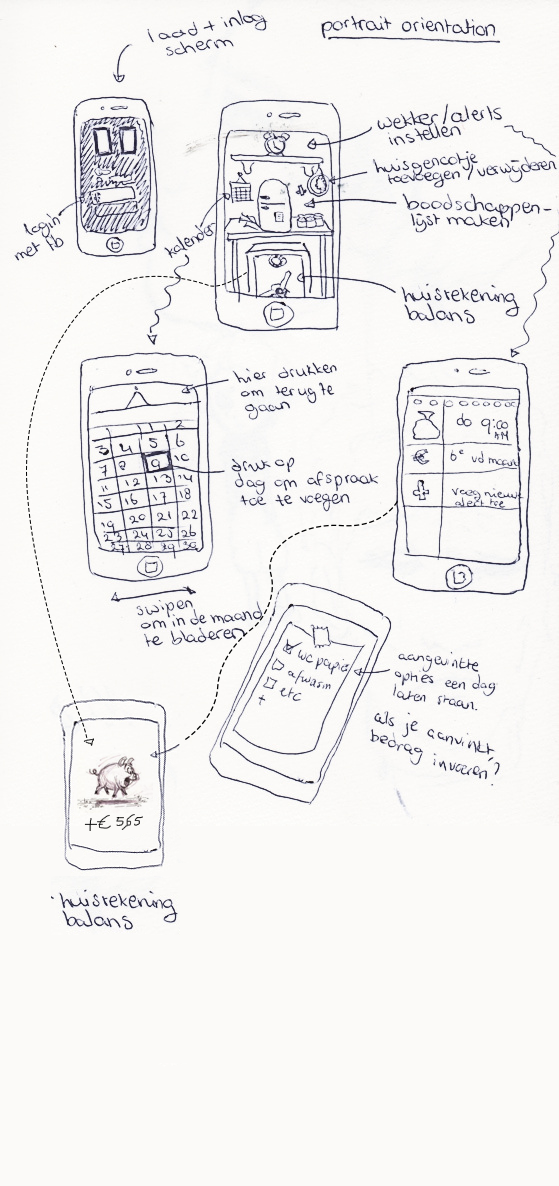 portrait orientation
laad + inlog
scherm
login
met fb
wekker/alerts
instellen
huisgenootje
toevoegen/verwijderen
boodschappen-
lijst maken
kalender
huisrekening
balans
hier drukken
om terug te
gaan
1 2
3 4 5 6
7 8 9 10
11 12 13 14
15 16 17 18
19 20 21 22
23 24 25 26
27 28 29 30
druk op
dag om afspraak
toe te voegen
swipen
om in de maand
te bladeren
do 9:00
AM
€ 6e vd maand
+ voeg nieuw
alert toe
wc papier
afwasm
etc
+
aangevinkte
opties een dag
laten staan.
als je aanvinkt
bedrag invoeren?
+€ 5,65
huisrekening
balans